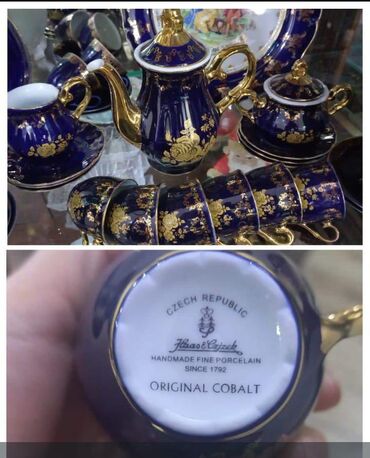 CZECH REPUBLIC
Haas & Czjzek
HANDMADE FINE PORCELAIN
SINCE 1792
ORIGINAL COBALT